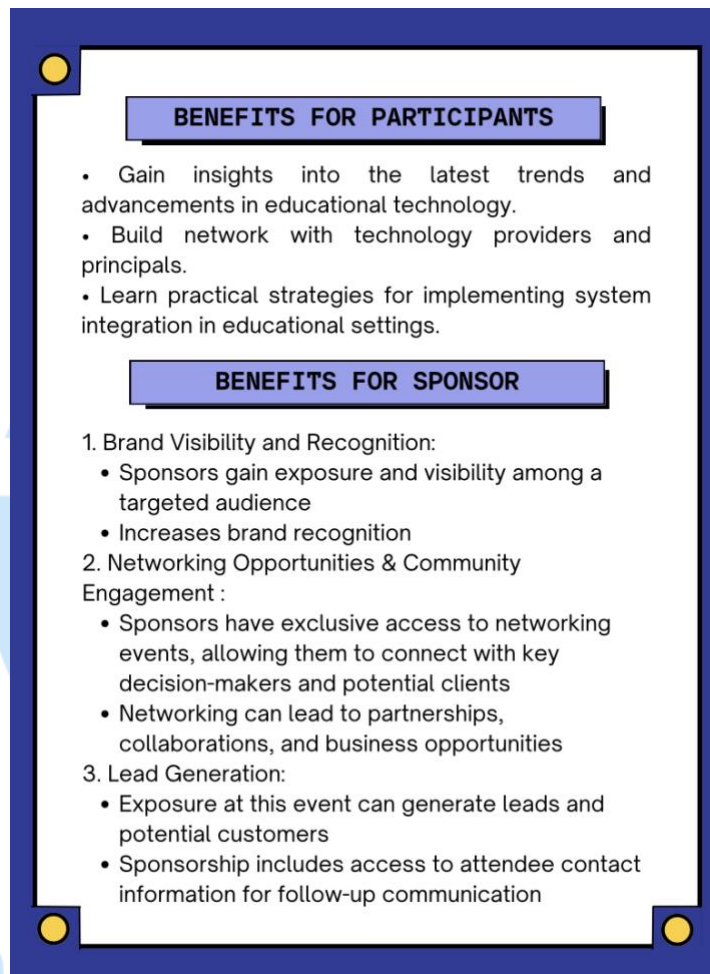 BENEFITS FOR PARTICIPANTS
• Gain insights into the latest trends and
advancements in educational technology.
• Build network with technology providers and
principals.
• Learn practical strategies for implementing system
integration in educational settings.
BENEFITS FOR SPONSOR
1. Brand Visibility and Recognition:
• Sponsors gain exposure and visibility among a
targeted audience
• Increases brand recognition
2. Networking Opportunities & Community
Engagement :
• Sponsors have exclusive access to networking
events, allowing them to connect with key
decision-makers and potential clients
• Networking can lead to partnerships,
collaborations, and business opportunities
3. Lead Generation:
• Exposure at this event can generate leads and
potential customers
• Sponsorship includes access to attendee contact
information for follow-up communication